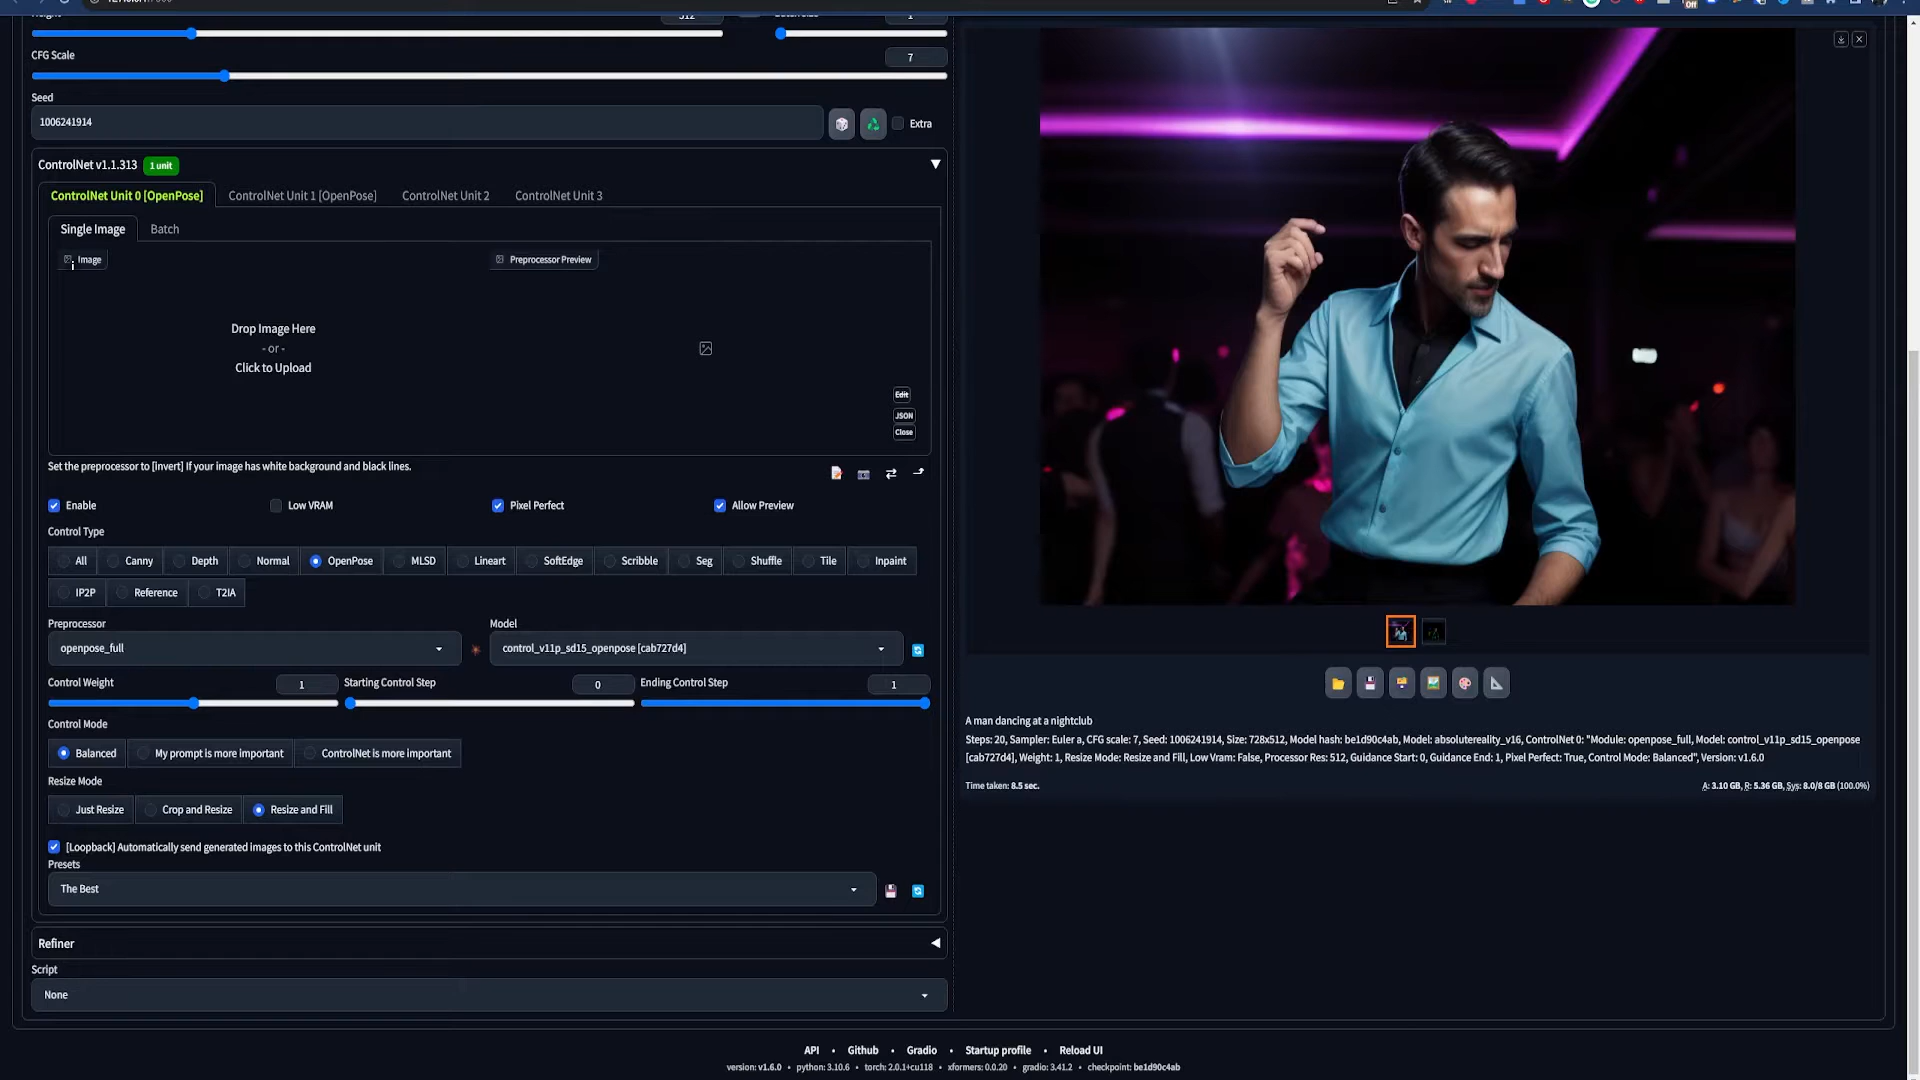 512
1
CFG Scale
7
Seed
1006241914
Extra
ControlNet v1.1.313
1 unit
ControlNet Unit 0 [OpenPose]
ControlNet Unit 1 [OpenPose]
ControlNet Unit 2
ControlNet Unit 3
Single Image
Batch
Image
Preprocessor Preview
Drop Image Here
- or -
Click to Upload
Edit
JSON
Close
Set the preprocessor to [invert] If your image has white background and black lines.
Enable
Low VRAM
Pixel Perfect
Allow Preview
Control Type
All
Canny
Depth
Normal
OpenPose
MLSD
Lineart
SoftEdge
Scribble
Seg
Shuffle
Tile
Inpaint
IP2P
Reference
T2IA
Preprocessor
Model
openpose_full
control_v11p_sd15_openpose [cab727d4]
Control Weight
1
Starting Control Step
0
Ending Control Step
1
Control Mode
Balanced
My prompt is more important
ControlNet is more important
Resize Mode
Just Resize
Crop and Resize
Resize and Fill
[Loopback] Automatically send generated images to this ControlNet unit
Presets
The Best
Refiner
Script
None
A man dancing at a nightclub
Steps: 20, Sampler: Euler a, CFG scale: 7, Seed: 1006241914, Size: 728x512, Model hash: be1d90c4ab, Model: absolutereality_v16, ControlNet 0: "Module: openpose_full, Model: control_v11p_sd15_openpose
[cab727d4], Weight: 1, Resize Mode: Resize and Fill, Low Vram: False, Processor Res: 512, Guidance Start: 0, Guidance End: 1, Pixel Perfect: True, Control Mode: Balanced", Version: v1.6.0
Time taken: 8.5 sec.
A: 3.10 GB, R: 5.36 GB, Sys: 8.0/8 GB (100.0%)
API • Github • Gradio • Startup profile • Reload UI
version: v1.6.0 • python: 3.10.6 • torch: 2.0.1+cu118 • xformers: 0.0.20 • gradio: 3.41.2 • checkpoint: be1d90c4ab